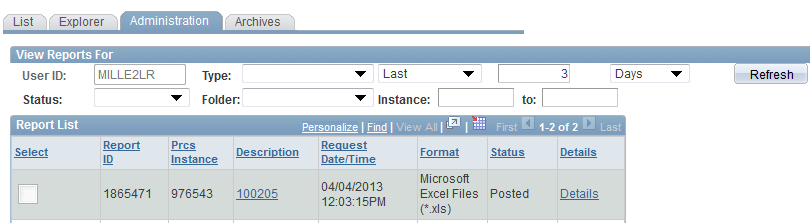 List Explorer Administration Archives
View Reports For
User ID: MILLE2LR Type: Last 3 Days Refresh
Status: Folder: Instance: to:
Report List Personalize | Find | View All | | First 1-2 of 2 Last
Select Report ID Prcs Instance Description Request Date/Time Format Status Details
1865471 976543 100205 04/04/2013 12:03:15PM Microsoft Excel Files (*.xls) Posted Details